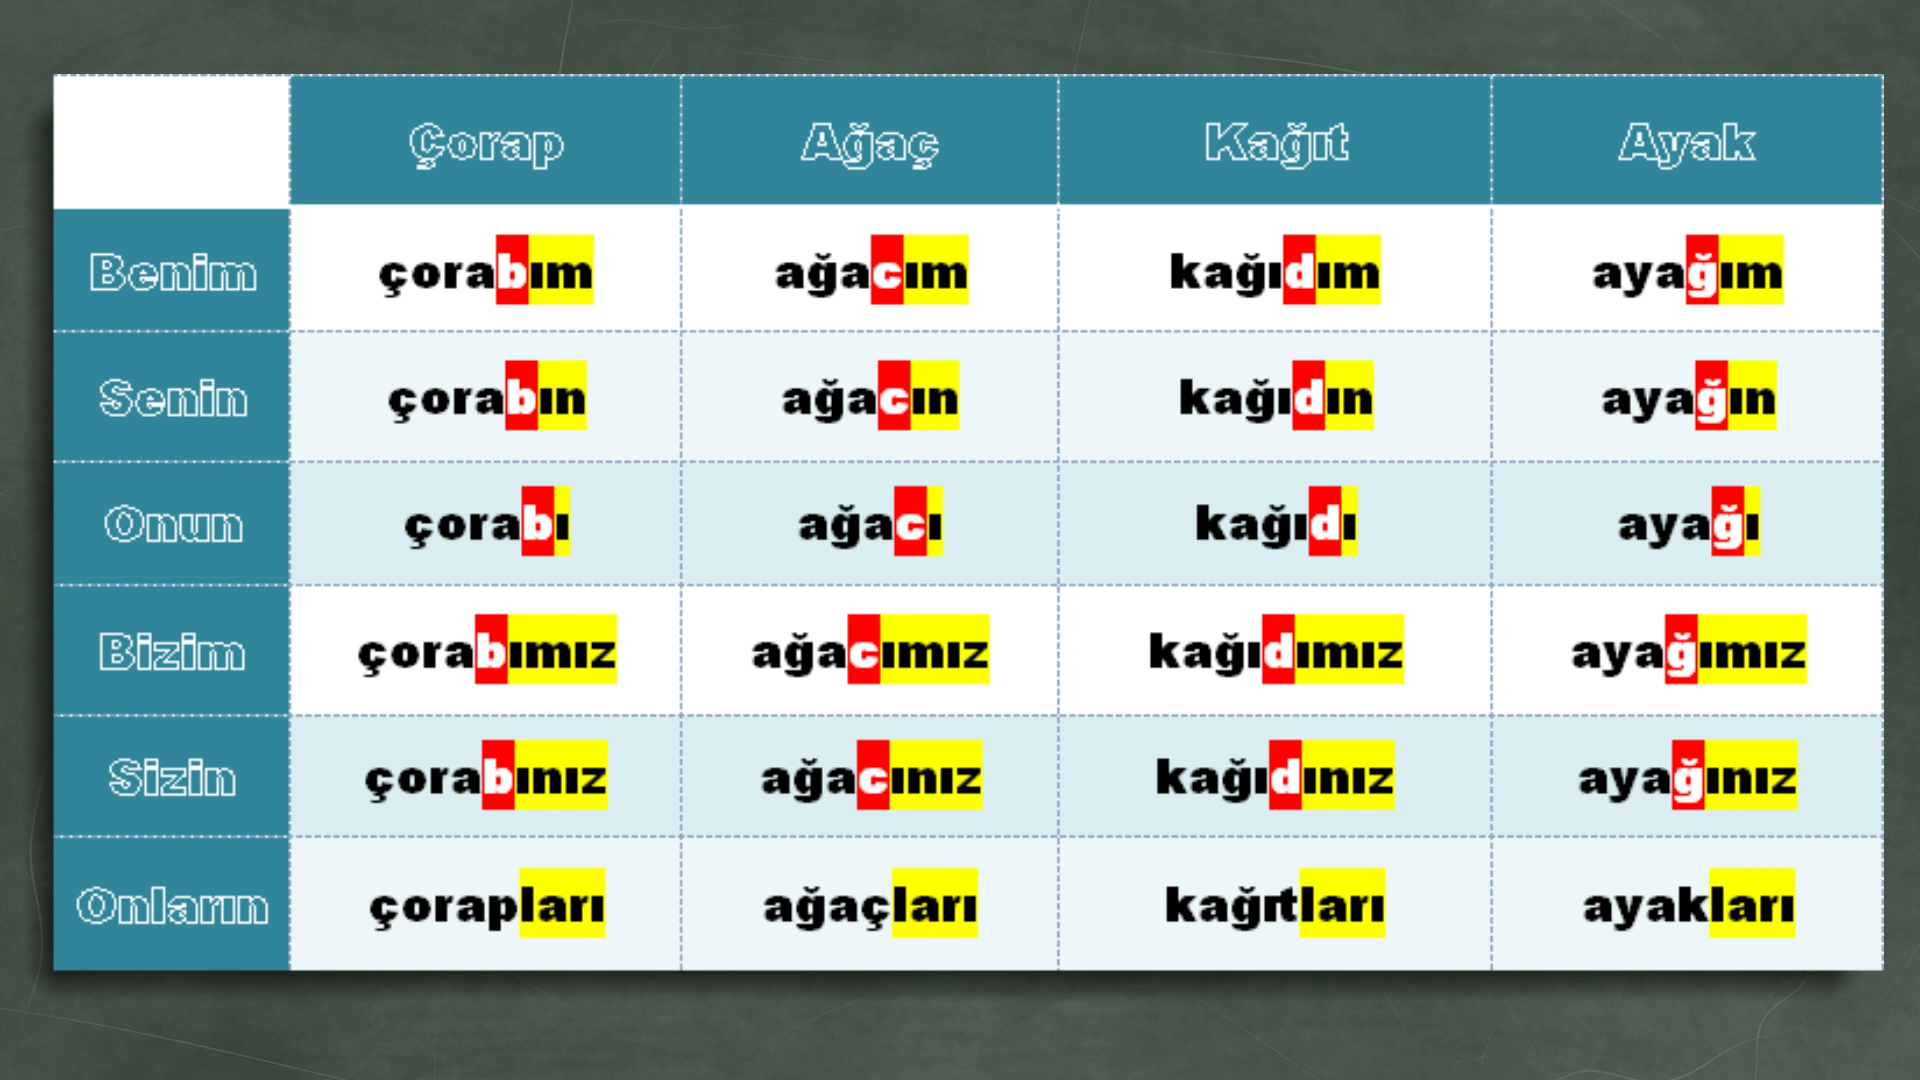 Çorap Ağaç Kağıt Ayak
Benim çorabım ağacım kağıdım ayağım
Senin çorabın ağacın kağıdın ayağın
Onun çorabı ağacı kağıdı ayağı
Bizim çorabımız ağacımız kağıdımız ayağımız
Sizin çorabınız ağacınız kağıdınız ayağınız
Onların çorapları ağaçları kağıtları ayakları